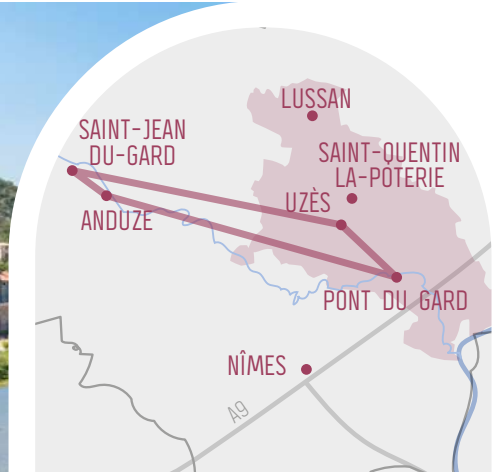 LUSSAN
SAINT-JEAN
DU-GARD
SAINT-QUENTIN
LA-POTERIE
UZÈS
ANDUZE
PONT DU GARD
NÎMES
A9